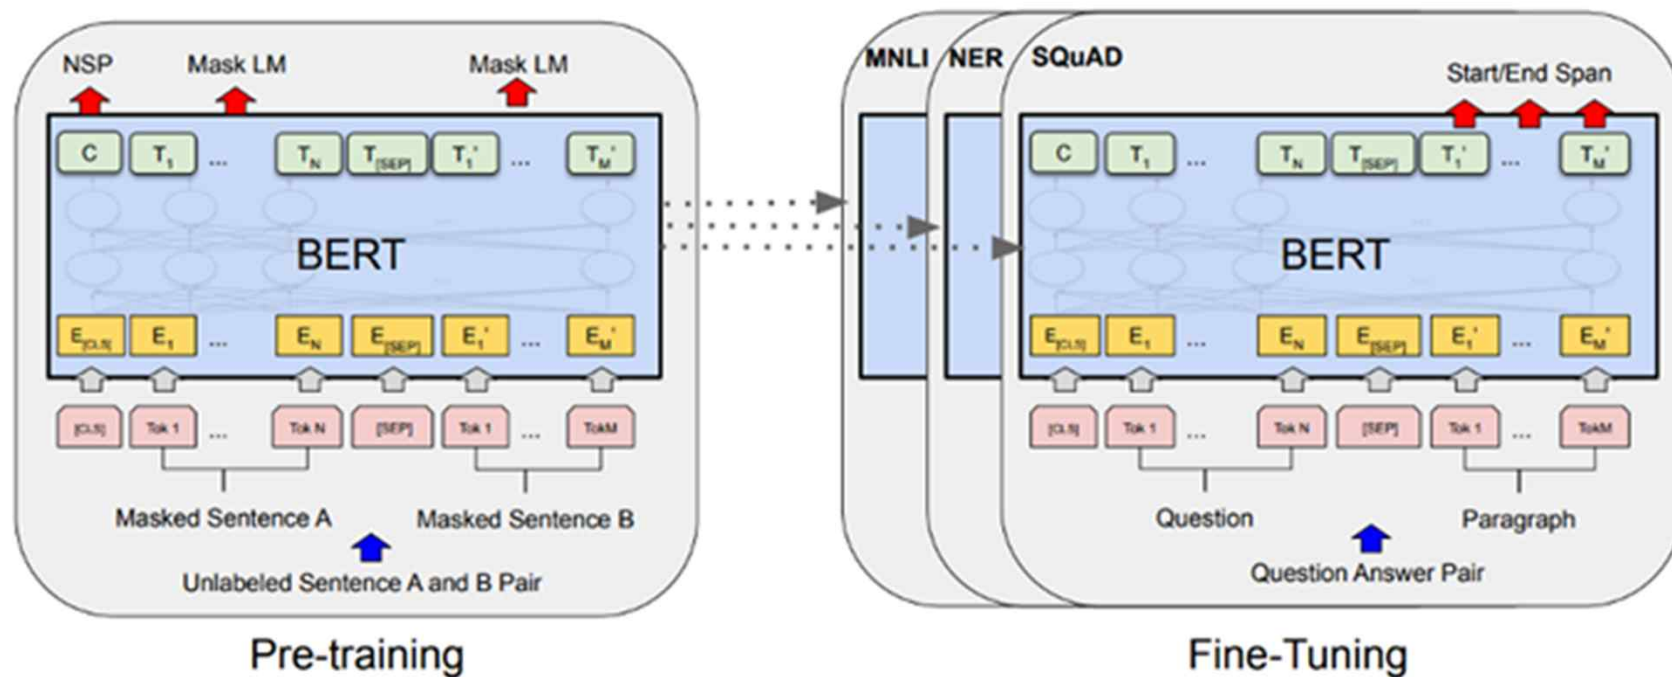 NSP Mask LM Mask LM
C T1 ... TN T[SEP] T1' ... TM'
BERT
E[CLS] E1 ... EN E[SEP] E1' ... EM'
[CLS] Tok 1 ... Tok N [SEP] Tok 1 ... TokM
Masked Sentence A Masked Sentence B
Unlabeled Sentence A and B Pair
Pre-training
MNLI NER SQuAD
Start/End Span
C T1 ... TN T[SEP] T1' ... TM'
BERT
E[CLS] E1 ... EN E[SEP] E1' ... EM'
[CLS] Tok 1 ... Tok N [SEP] Tok 1 ... TokM
Question Paragraph
Question Answer Pair
Fine-Tuning